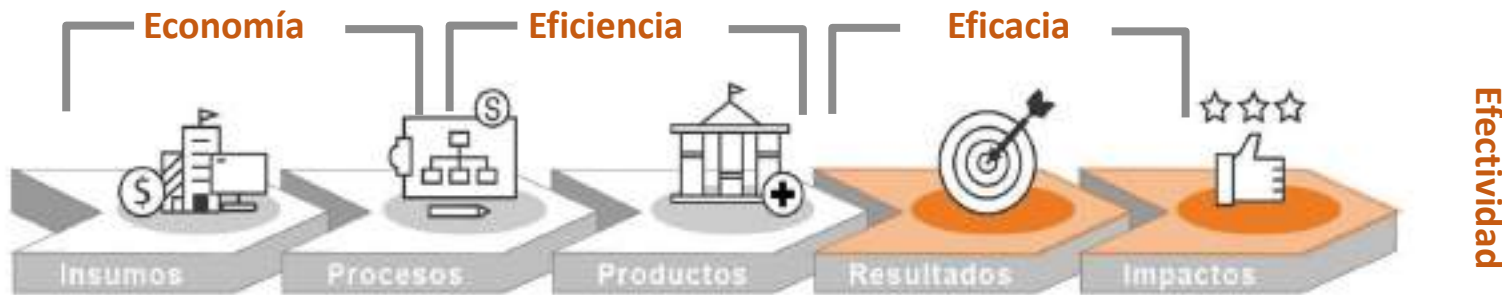 Economía
Eficiencia
Eficacia
Efectividad
$
S
Insumos
Procesos
Productos
Resultados
Impactos